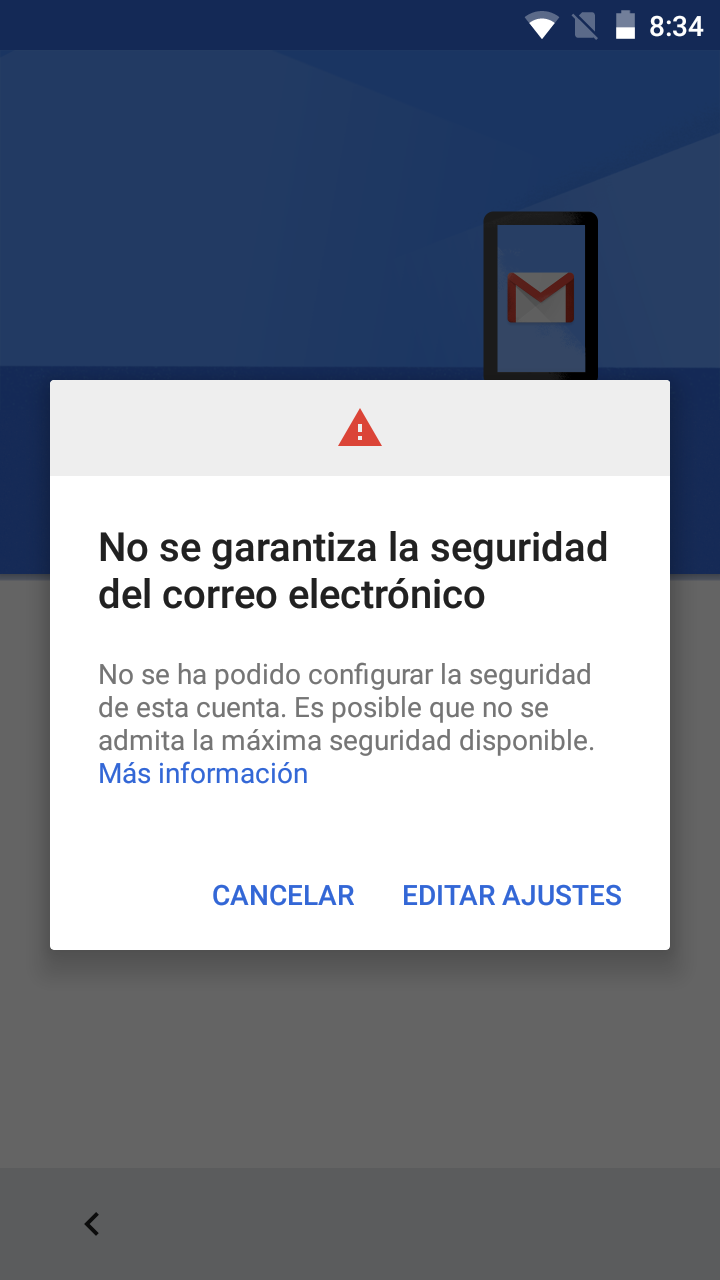 8:34
No se garantiza la seguridad
del correo electrónico
No se ha podido configurar la seguridad
de esta cuenta. Es posible que no se
admita la máxima seguridad disponible.
Más información
CANCELAR EDITAR AJUSTES